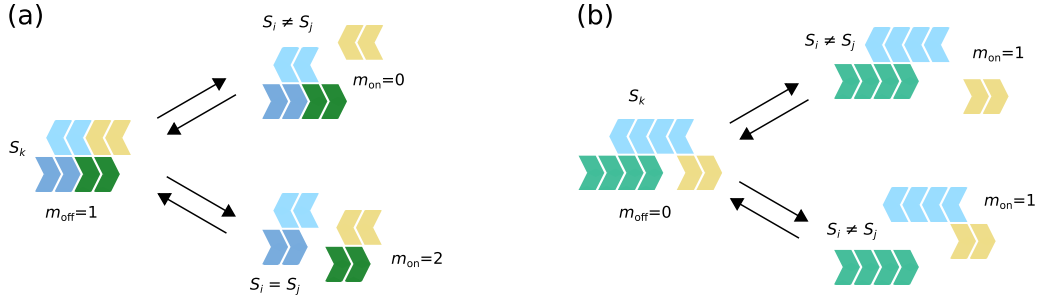 (a)
S_i ≠ S_j
m_on=0
S_k
m_off=1
m_on=2
S_i = S_j
(b)
S_i ≠ S_j
m_on=1
S_k
m_off=0
m_on=1
S_i ≠ S_j